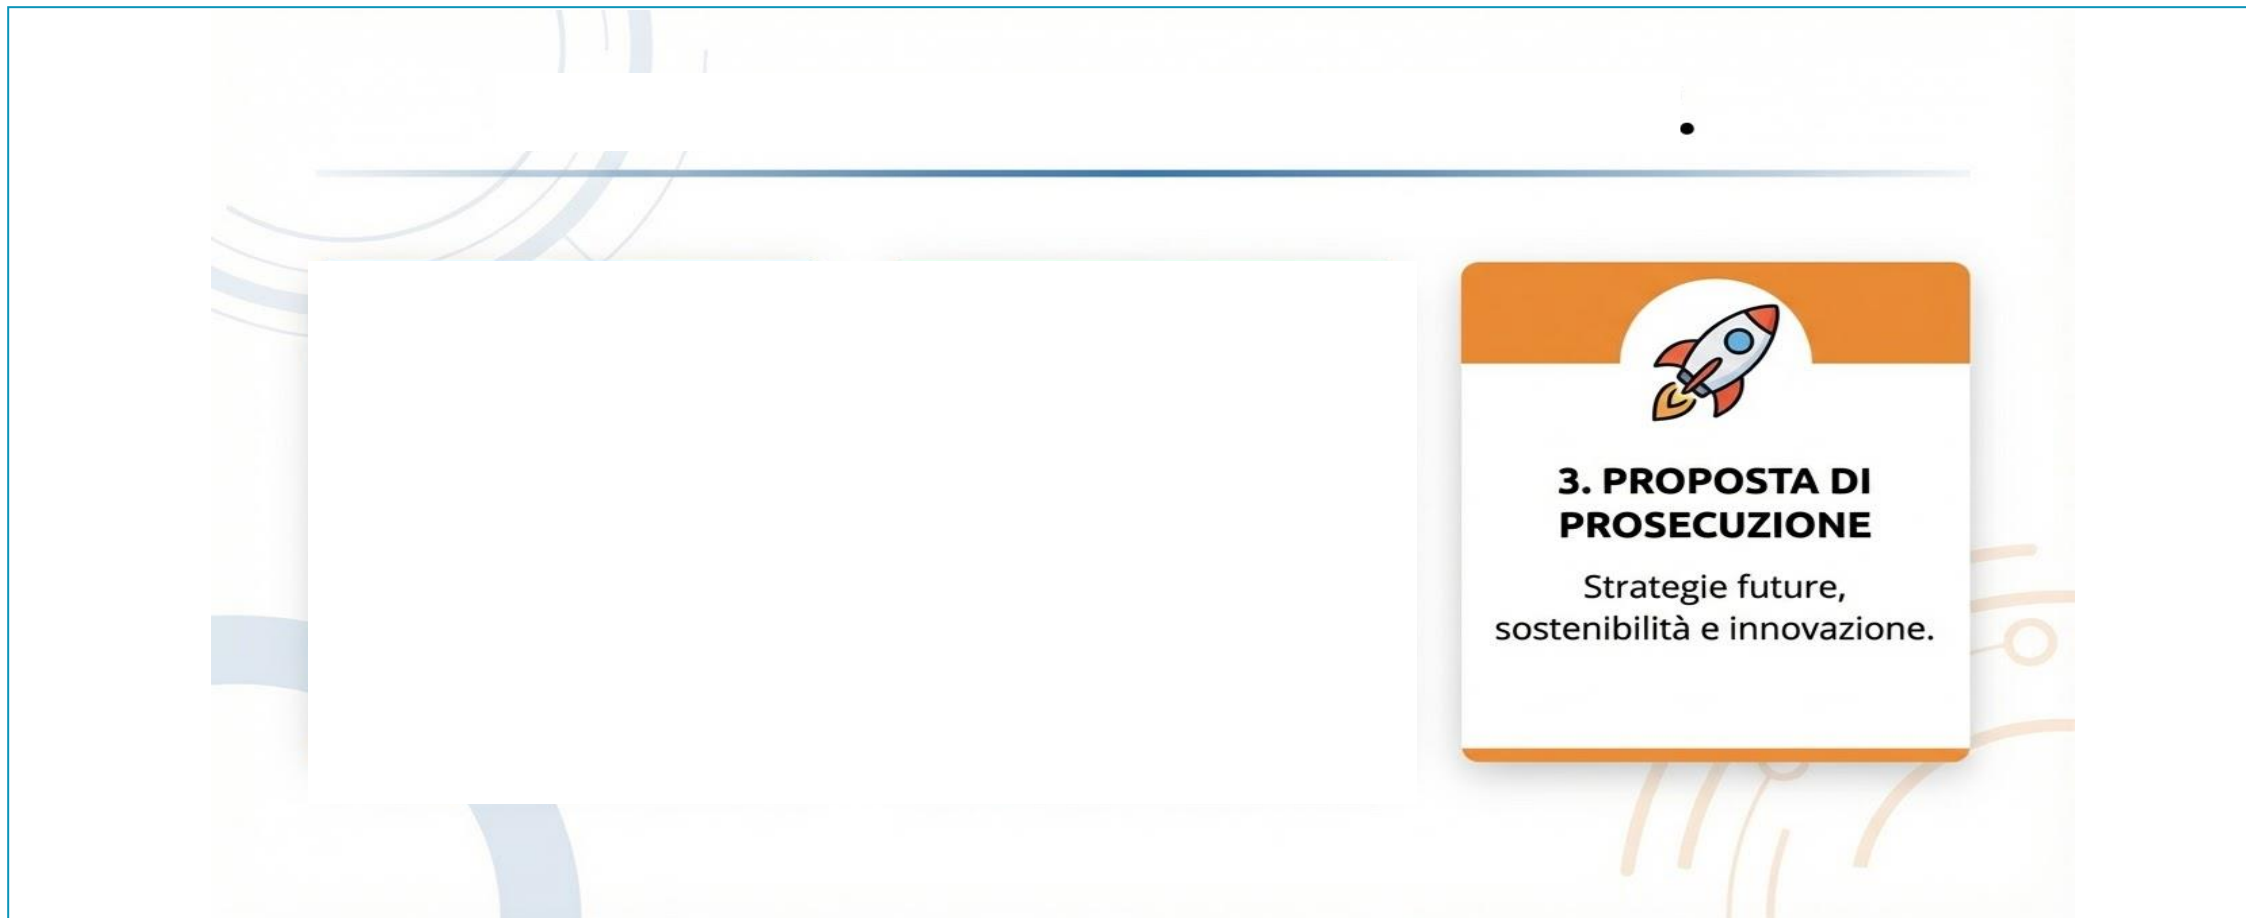 3. PROPOSTA DI
PROSECUZIONE
Strategie future,
sostenibilità e innovazione.